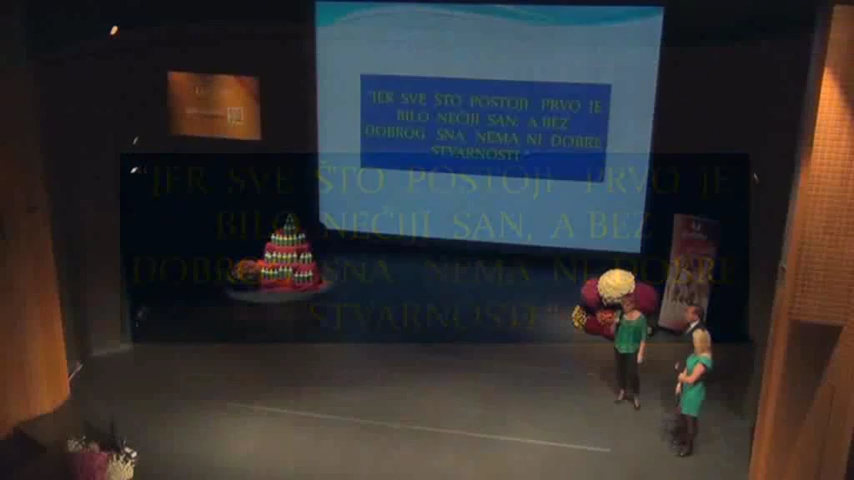 "JER SVE ŠTO POSTOJI PRVO JE
BILO NEČIJI SAN, A BEZ
DOBROG SNA NEMA NI DOBRE
STVARNOSTI"
"JER SVE ŠTO POSTOJI PRVO JE
BILO NEČIJI SAN, A BEZ
DOBROG SNA NEMA NI DOBRE
STVARNOSTI"